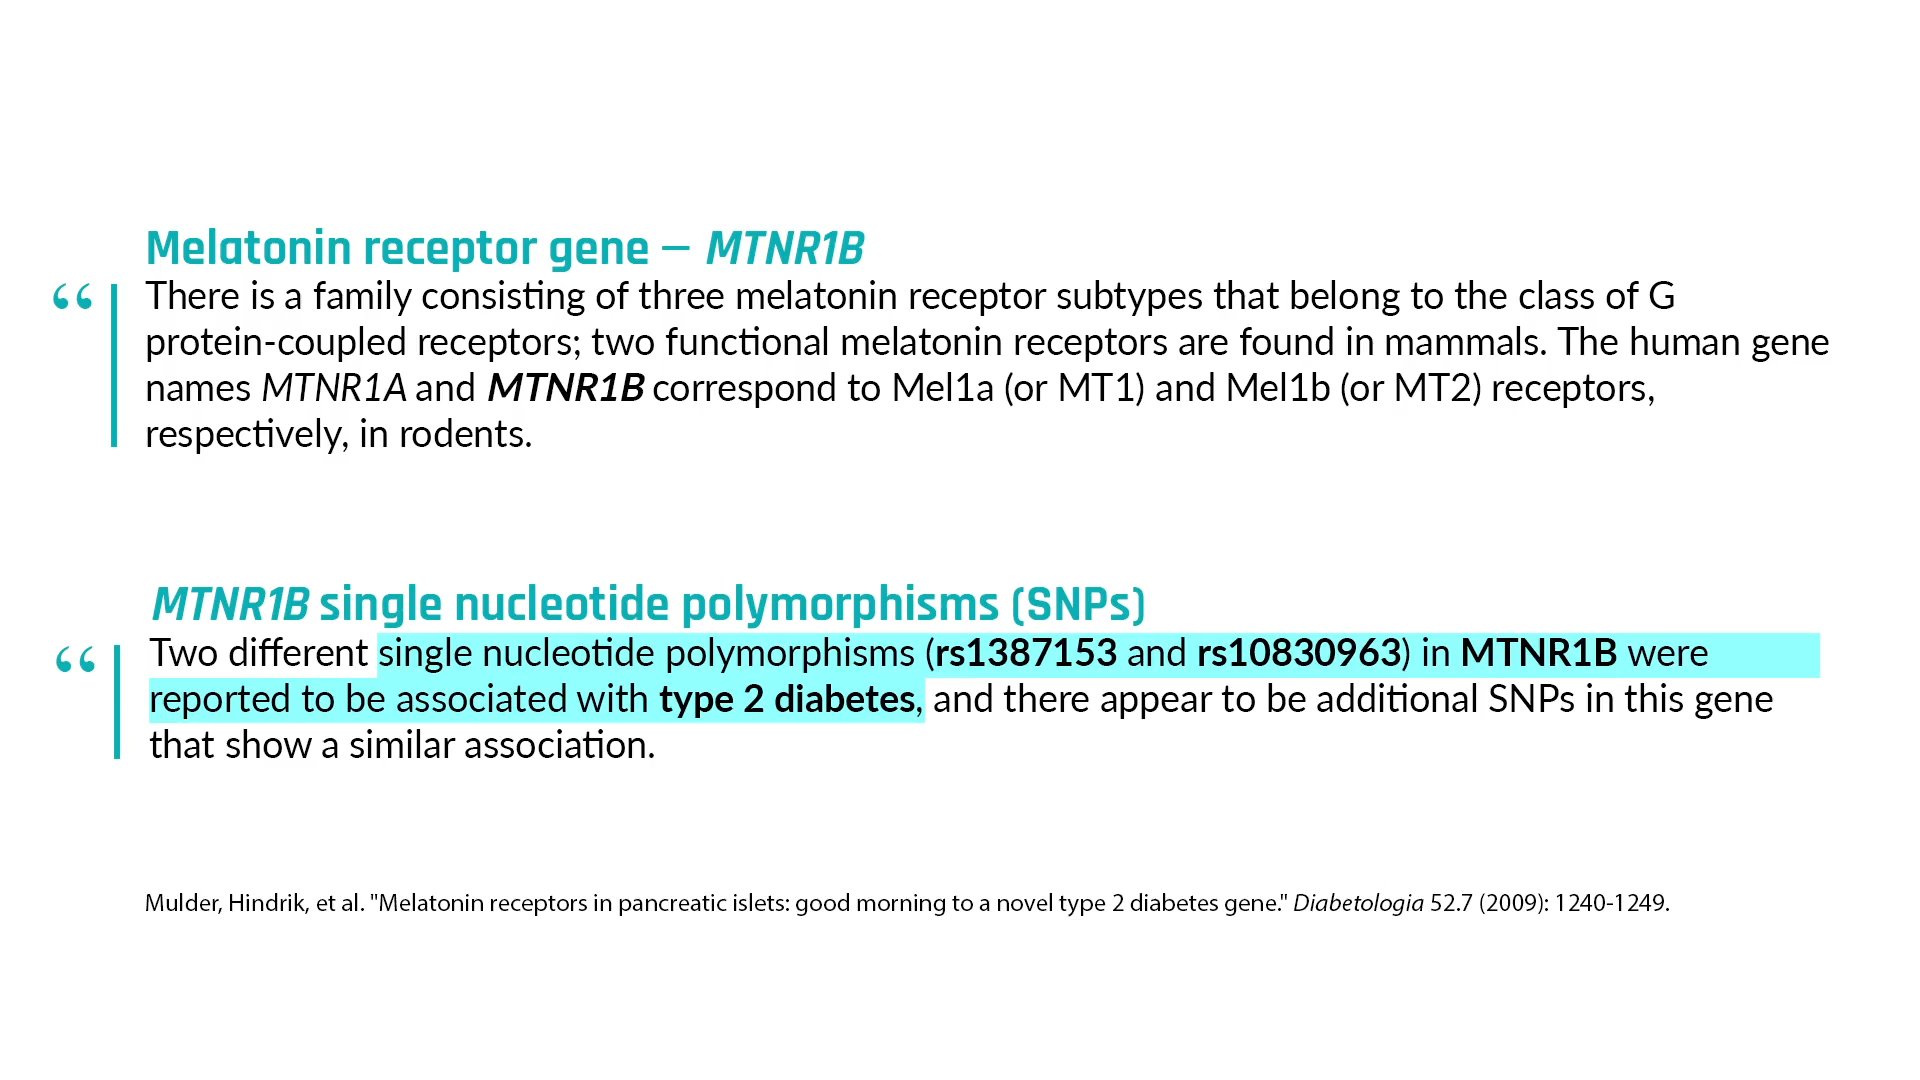 Melatonin receptor gene — MTNR1B
“ There is a family consisting of three melatonin receptor subtypes that belong to the class of G
protein-coupled receptors; two functional melatonin receptors are found in mammals. The human gene
names MTNR1A and MTNR1B correspond to Mel1a (or MT1) and Mel1b (or MT2) receptors,
respectively, in rodents.
MTNR1B single nucleotide polymorphisms (SNPs)
“ Two different single nucleotide polymorphisms (rs1387153 and rs10830963) in MTNR1B were
reported to be associated with type 2 diabetes, and there appear to be additional SNPs in this gene
that show a similar association.
Mulder, Hindrik, et al. "Melatonin receptors in pancreatic islets: good morning to a novel type 2 diabetes gene." Diabetologia 52.7 (2009): 1240-1249.